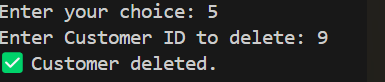 Enter your choice: 5
Enter Customer ID to delete: 9
✅ Customer deleted.